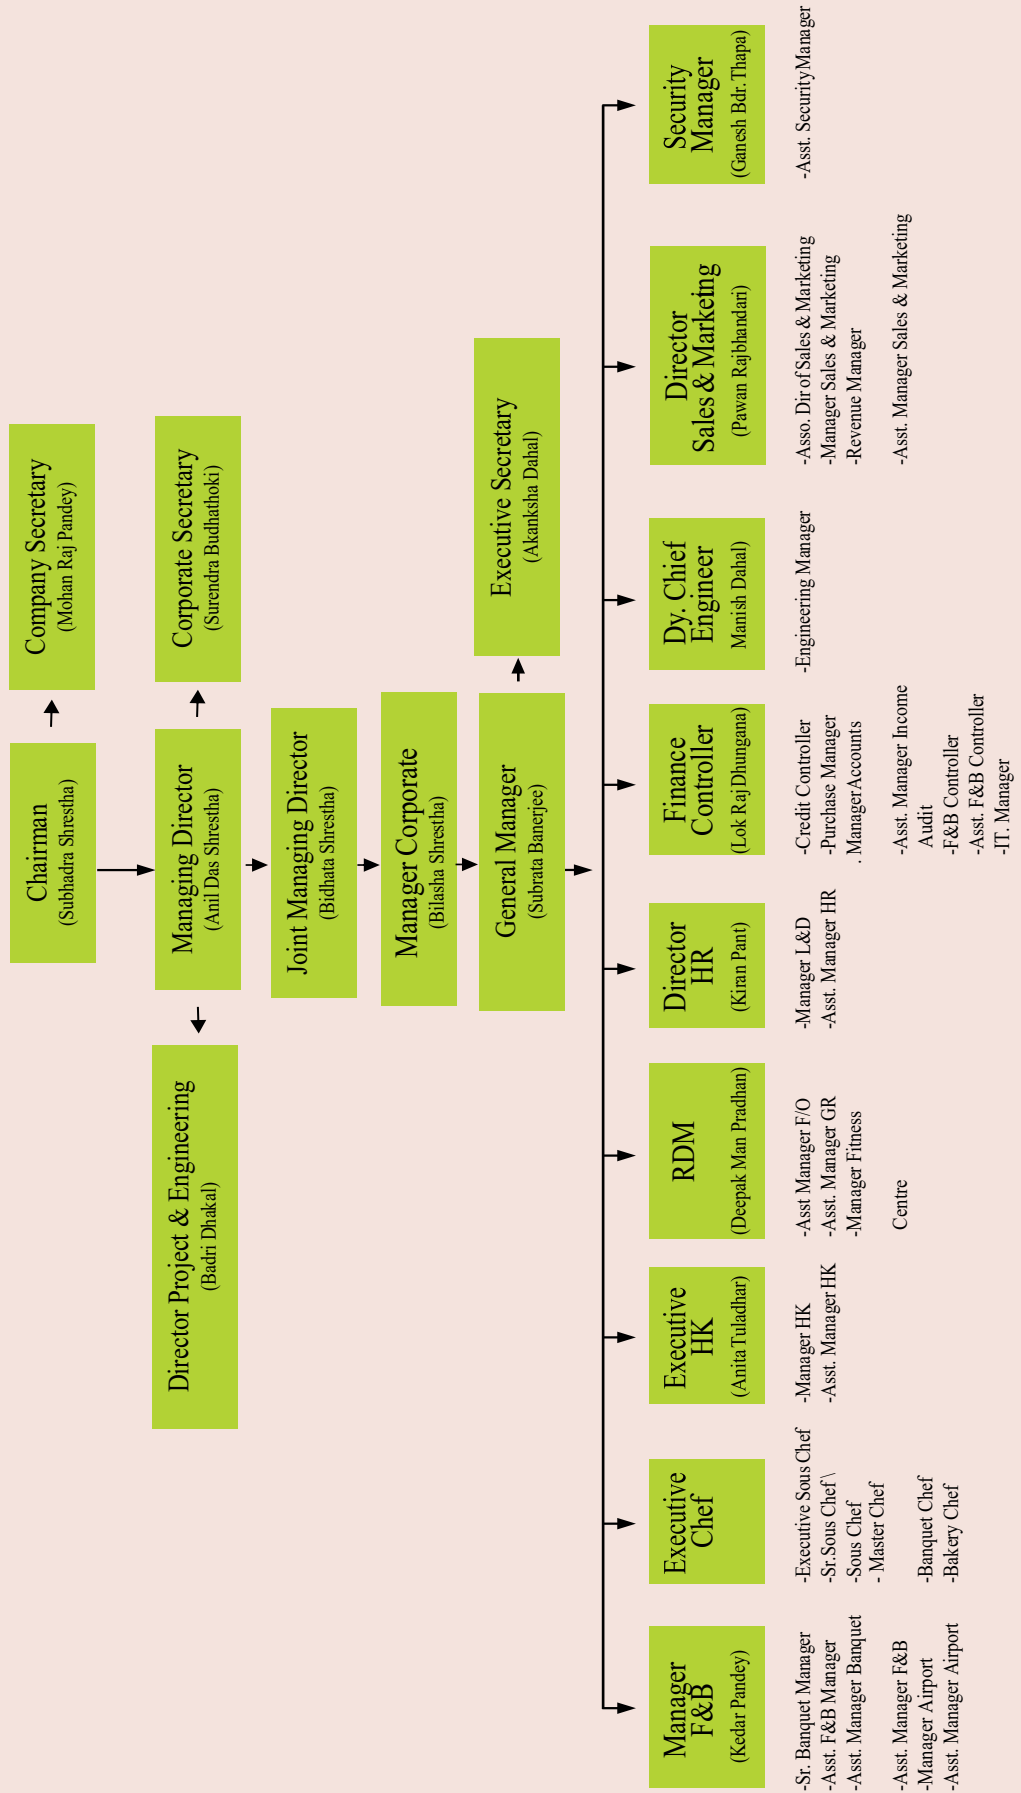 Chairman
(Subhadra Shrestha)
Company Secretary
(Mohan Raj Pandey)
Director Project & Engineering
(Badri Dhakal)
Managing Director
(Anil Das Shrestha)
Corporate Secretary
(Surendra Budhathoki)
Joint Managing Director
(Bidhata Shrestha)
Manager Corporate
(Bilasha Shrestha)
General Manager
(Subrata Banerjee)
Executive Secretary
(Akanksha Dahal)
Manager
F&B
(Kedar Pandey)
-Sr. Banquet Manager
-Asst. F&B Manager
-Asst. Manager Banquet
-Asst. Manager F&B
-Manager Airport
-Asst. Manager Airport
Executive
Chef
-Executive Sous Chef
-Sr.Sous Chef \
-Sous Chef
- Master Chef
-Banquet Chef
-Bakery Chef
Executive
HK
(Anita Tuladhar)
-Manager HK
-Asst. Manager HK
RDM
(Deepak Man Pradhan)
-Asst Manager F/O
-Asst. Manager GR
-Manager Fitness
Centre
Director
HR
(Kiran Pant)
-Manager L&D
-Asst. Manager HR
Finance
Controller
(Lok Raj Dhungana)
-Credit Controller
-Purchase Manager
. Manager Accounts
-Asst. Manager Income
Audit
-F&B Controller
-Asst. F&B Controller
-IT. Manager
Dy. Chief
Engineer
Manish Dahal)
-Engineering Manager
Director
Sales & Marketing
(Pawan Rajbhandari)
-Asso. Dir of Sales & Marketing
-Manager Sales & Marketing
-Revenue Manager
-Asst. Manager Sales & Marketing
Security
Manager
(Ganesh Bdr. Thapa)
-Asst. Security Manager